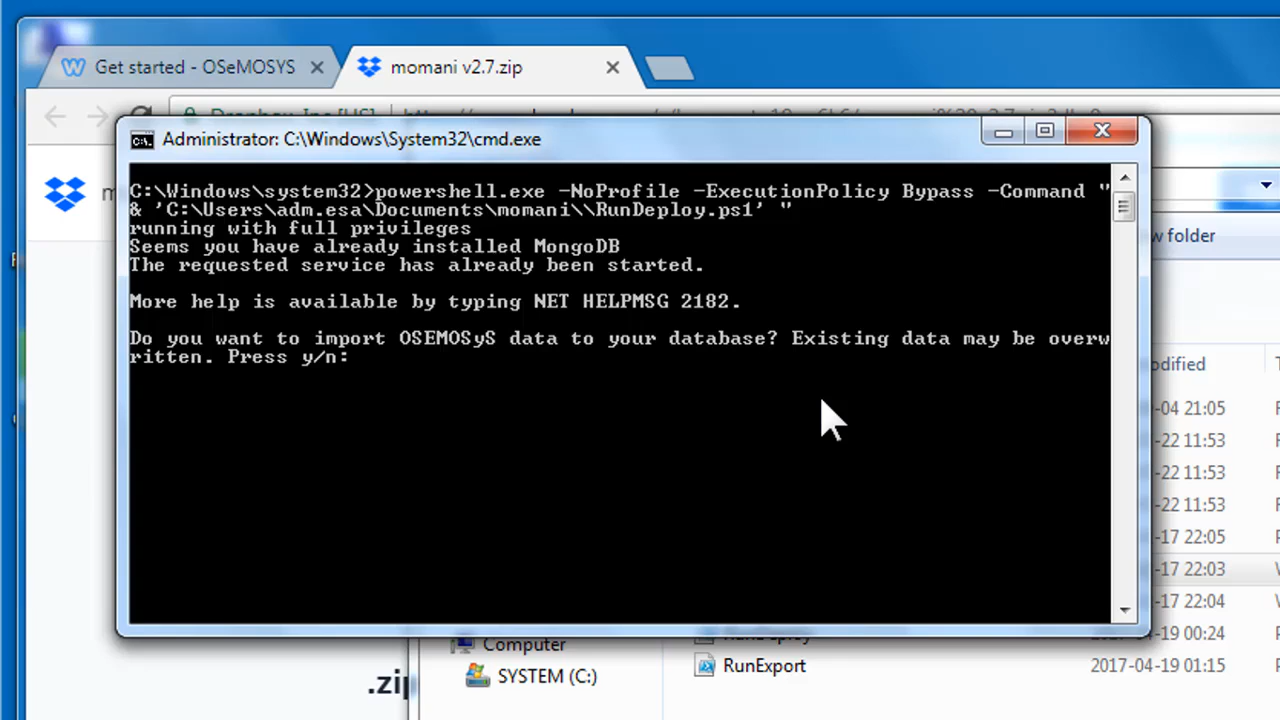 Get started - OSeMOSYS
momani v2.7.zip
Administrator: C:\Windows\System32\cmd.exe
C:\Windows\system32>powershell.exe -NoProfile -ExecutionPolicy Bypass -Command "
& 'C:\Users\adm.esa\Documents\momani\\RunDeploy.ps1' "
running with full privileges
Seems you have already installed MongoDB
The requested service has already been started.
More help is available by typing NET HELPMSG 2182.
Do you want to import OSEMOSyS data to your database? Existing data may be overw
ritten. Press y/n:
w folder
odified
-04 21:05
-22 11:53
-22 11:53
-22 11:53
-17 22:05
-17 22:03
-17 22:04
2017-04-19 00:24
Computer
RunExport
2017-04-19 01:15
SYSTEM (C:)
.zip